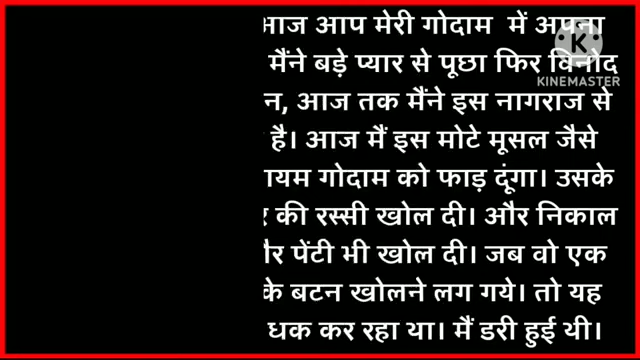 आज आप मेरी गोदाम में अपना
मैंने बड़े प्यार से पूछा फिर विनोद
KINEMASTER
न, आज तक मैंने इस नागराज से
है। आज मैं इस मोटे मूसल जैसे
गोदाम को फाड़ दूंगा। उसके
की रस्सी खोल दी। और निकाल
पेंटी भी खोल दी। जब वो एक
के बटन खोलने लग गये। तो यह
धक कर रहा था। मैं डरी हुई थी।